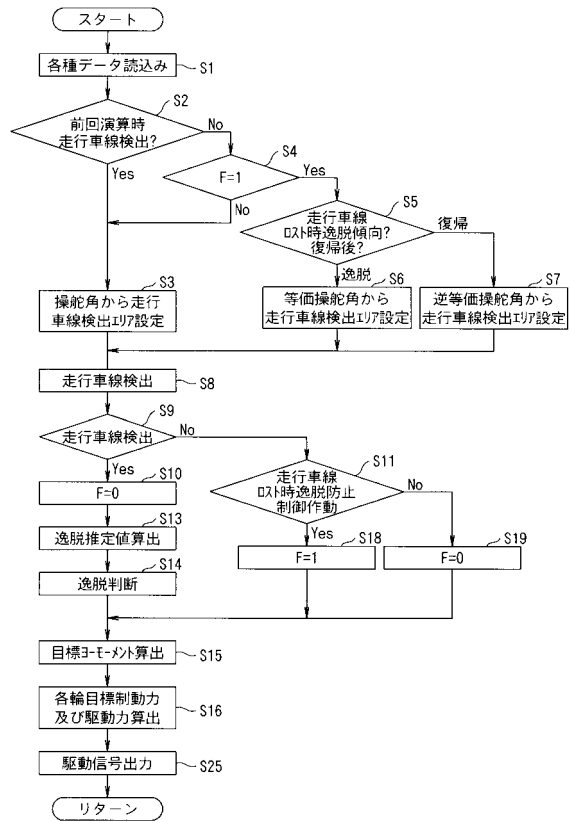 スタート
各種データ読込み
S1
前回演算時
走行車線検出?
S2
No
Yes
F=1
S4
Yes
No
走行車線
ﾛｽﾄ時逸脱傾向?
復帰後?
S5
復帰
逸脱
操舵角から走行
車線検出ｴﾘｱ設定
S3
等価操舵角から
走行車線検出ｴﾘｱ設定
S6
逆等価操舵角から
走行車線検出ｴﾘｱ設定
S7
走行車線検出
S8
走行車線検出
S9
No
Yes
F=0
S10
走行車線
ﾛｽﾄ時逸脱防止
制御作動
S11
No
Yes
逸脱推定値算出
S13
F=1
S18
F=0
S19
逸脱判断
S14
目標ﾖｰﾓｰﾒﾝﾄ算出
S15
各輪目標制動力
及び駆動力算出
S16
駆動信号出力
S25
リターン